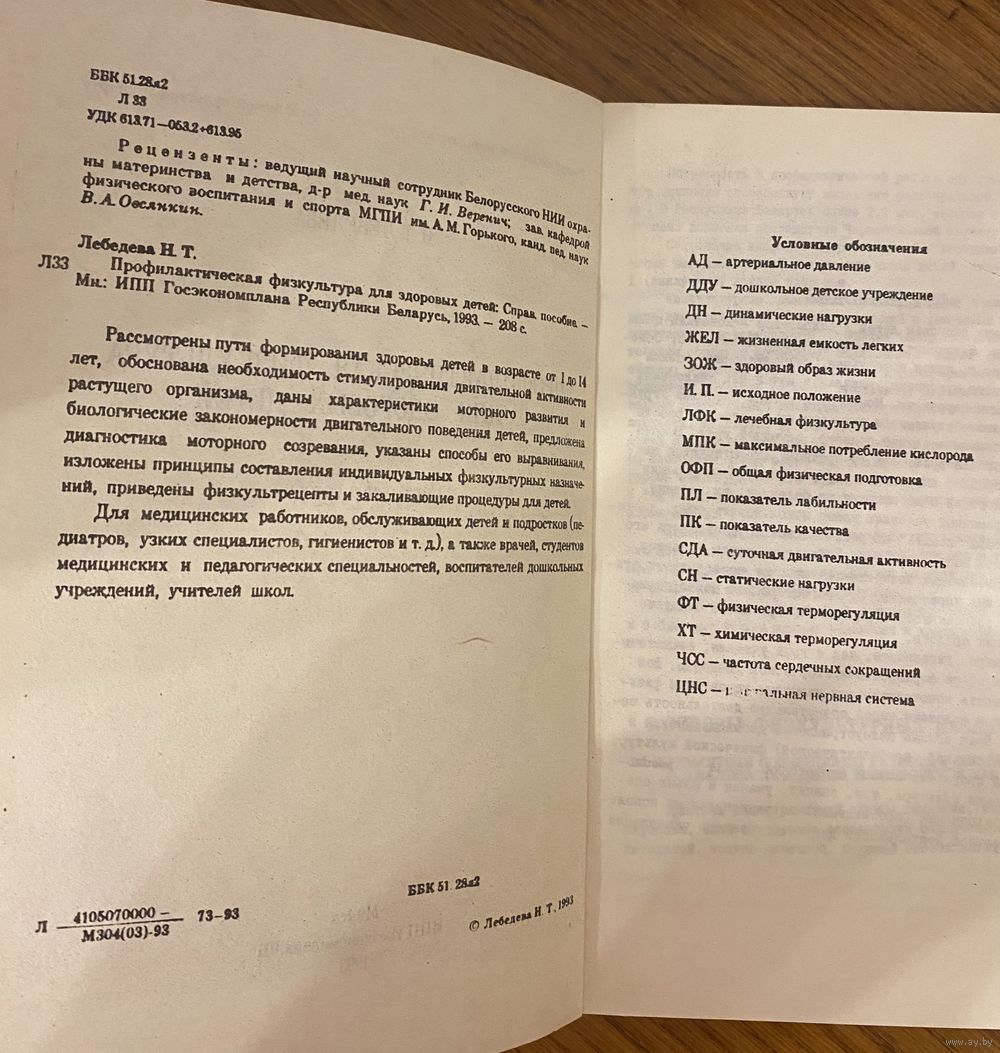 ББК 51.28я2
Л 33
УДК 613.71—053.2+613.95
Рецензенты: ведущий научный сотрудник Белорусского НИИ охра-
ны материнства и детства, д-р мед. наук Г. И. Веренич; зав. кафедрой
физического воспитания и спорта МГПИ им. А. М. Горького, канд. пед. наук
В. А. Овсянкин.
Лебедева Н. Т.
Л33 Профилактическая физкультура для здоровых детей: Справ. пособие. —
Мн.: ИПП Госэкономплана Республики Беларусь, 1993. — 208 с.
Рассмотрены пути формирования здоровья детей в возрасте от 1 до 14
лет, обоснована необходимость стимулирования двигательной активности
растущего организма, даны характеристики моторного развития и
биологические закономерности двигательного поведения детей, предложена
диагностика моторного созревания, указаны способы его выравнивания,
изложены принципы составления индивидуальных физкультурных назначе-
ний, приведены физкультрецепты и закаливающие процедуры для детей.
Для медицинских работников, обслуживающих детей и подростков (пе-
диатров, узких специалистов, гигиенистов и т. д.), а также врачей, студентов
медицинских и педагогических специальностей, воспитателей дошкольных
учреждений, учителей школ.
Л 4105070000 — 73—93
М304(03)-93
ББК 51. 28я2
© Лебедева Н. Т., 1993
Условные обозначения
АД — артериальное давление
ДДУ — дошкольное детское учреждение
ДН — динамические нагрузки
ЖЕЛ — жизненная емкость легких
ЗОЖ — здоровый образ жизни
И. П. — исходное положение
ЛФК — лечебная физкультура
МПК — максимальное потребление кислорода
ОФП — общая физическая подготовка
ПЛ — показатель лабильности
ПК — показатель качества
СДА — суточная двигательная активность
СН — статические нагрузки
ФТ — физическая терморегуляция
ХТ — химическая терморегуляция
ЧСС — частота сердечных сокращений
ЦНС — нервная система
www.ay.by